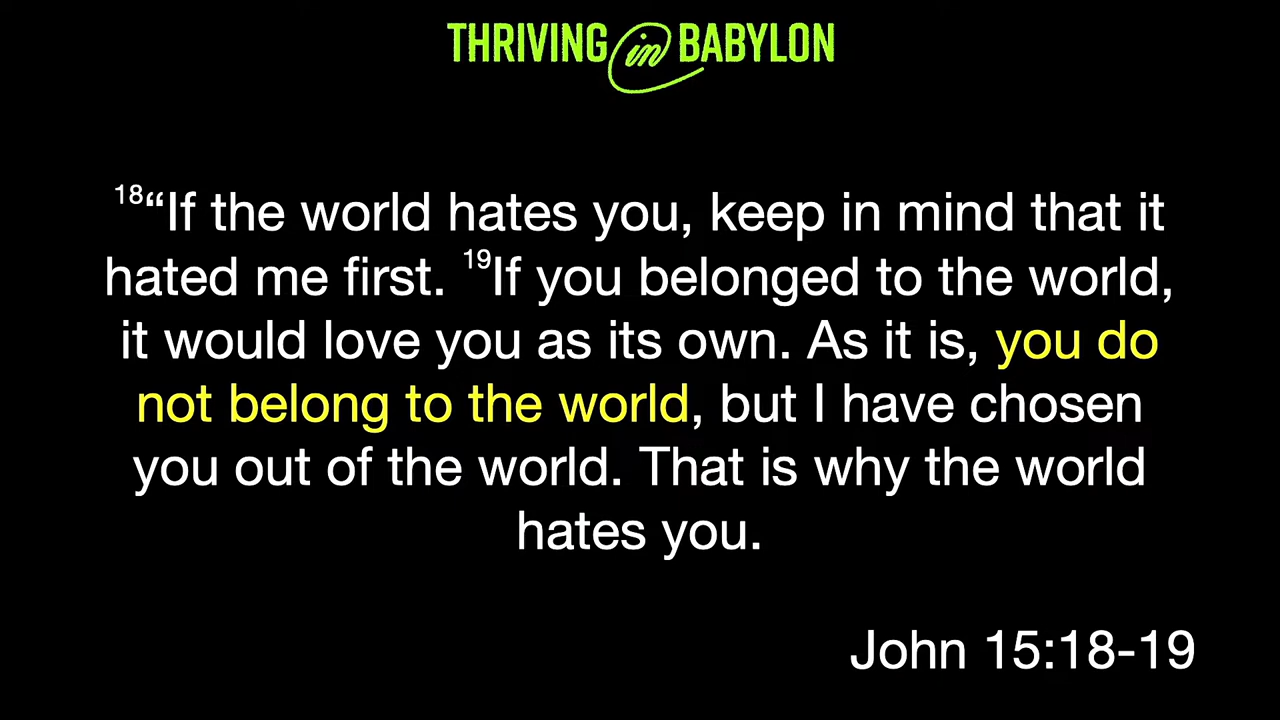 THRIVING in BABYLON
18“If the world hates you, keep in mind that it
hated me first. 19If you belonged to the world,
it would love you as its own. As it is, you do
not belong to the world, but I have chosen
you out of the world. That is why the world
hates you.
John 15:18-19